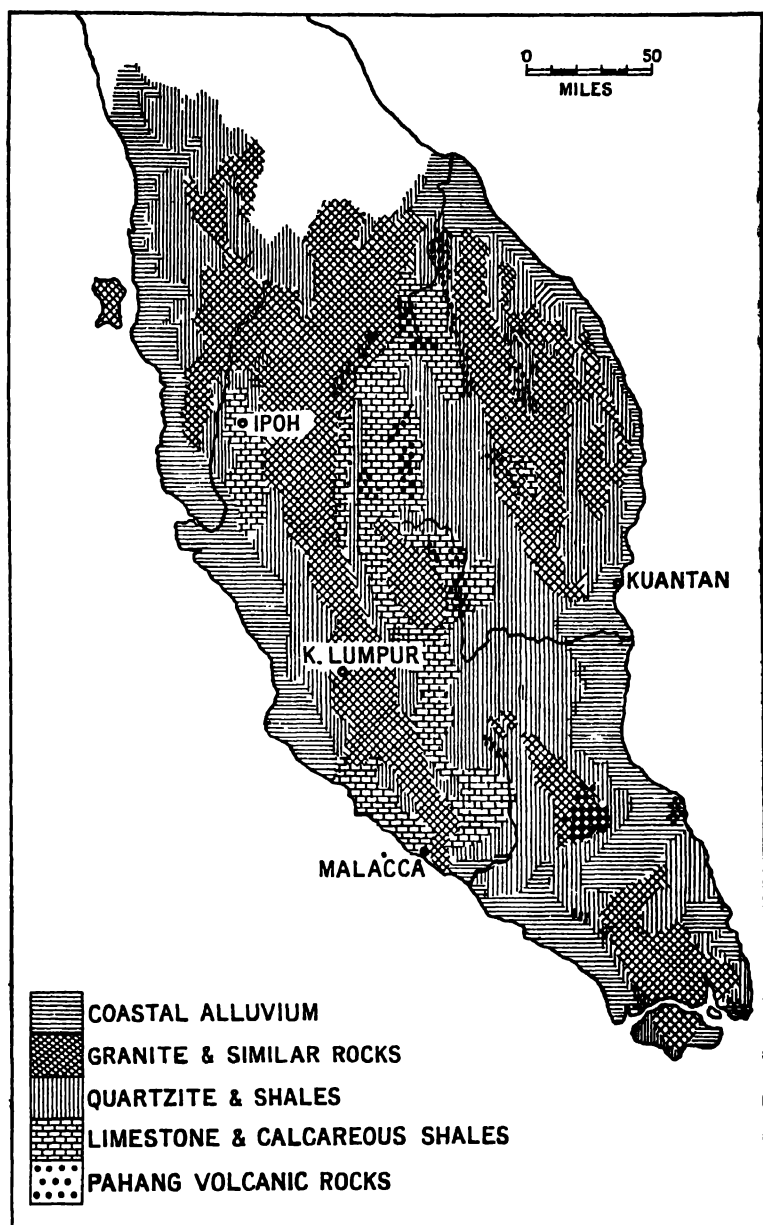 0 50
MILES
IPOH
KUANTAN
K. LUMPUR
MALACCA
COASTAL ALLUVIUM
GRANITE & SIMILAR ROCKS
QUARTZITE & SHALES
LIMESTONE & CALCAREOUS SHALES
PAHANG VOLCANIC ROCKS